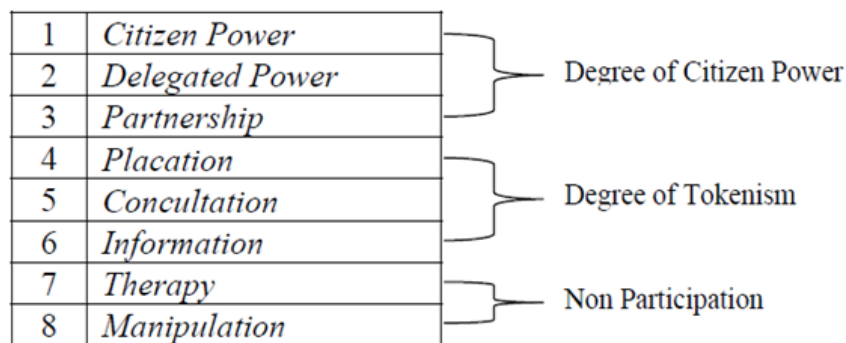 1 Citizen Power
2 Delegated Power
3 Partnership
Degree of Citizen Power
4 Placation
5 Concultation
6 Information
Degree of Tokenism
7 Therapy
8 Manipulation
Non Participation